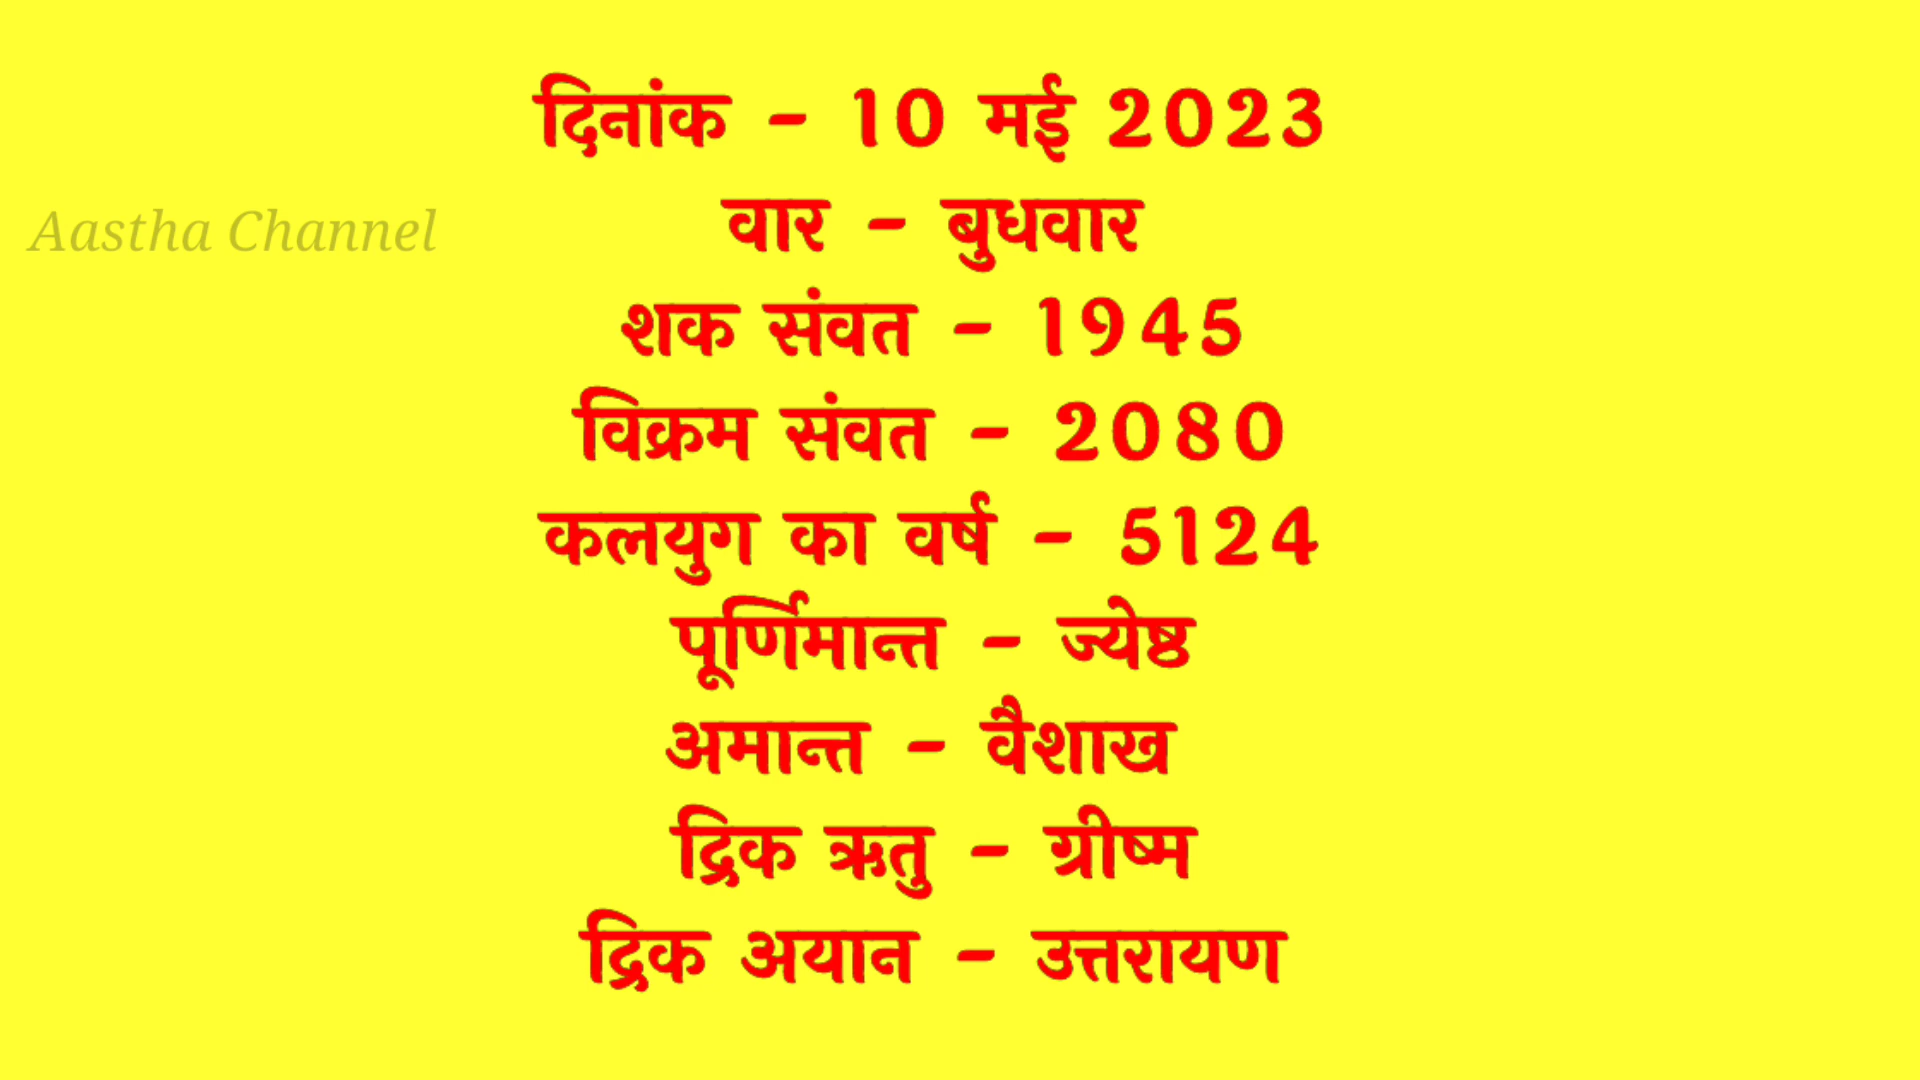 दिनांक - 10 मई 2023
वार - बुधवार
Aastha Channel
शक संवत - 1945
विक्रम संवत - 2080
कलयुग का वर्ष - 5124
पूर्णिमान्त - ज्येष्ठ
अमान्त - वैशाख
द्रिक ऋतु - ग्रीष्म
द्रिक अयान - उत्तरायण